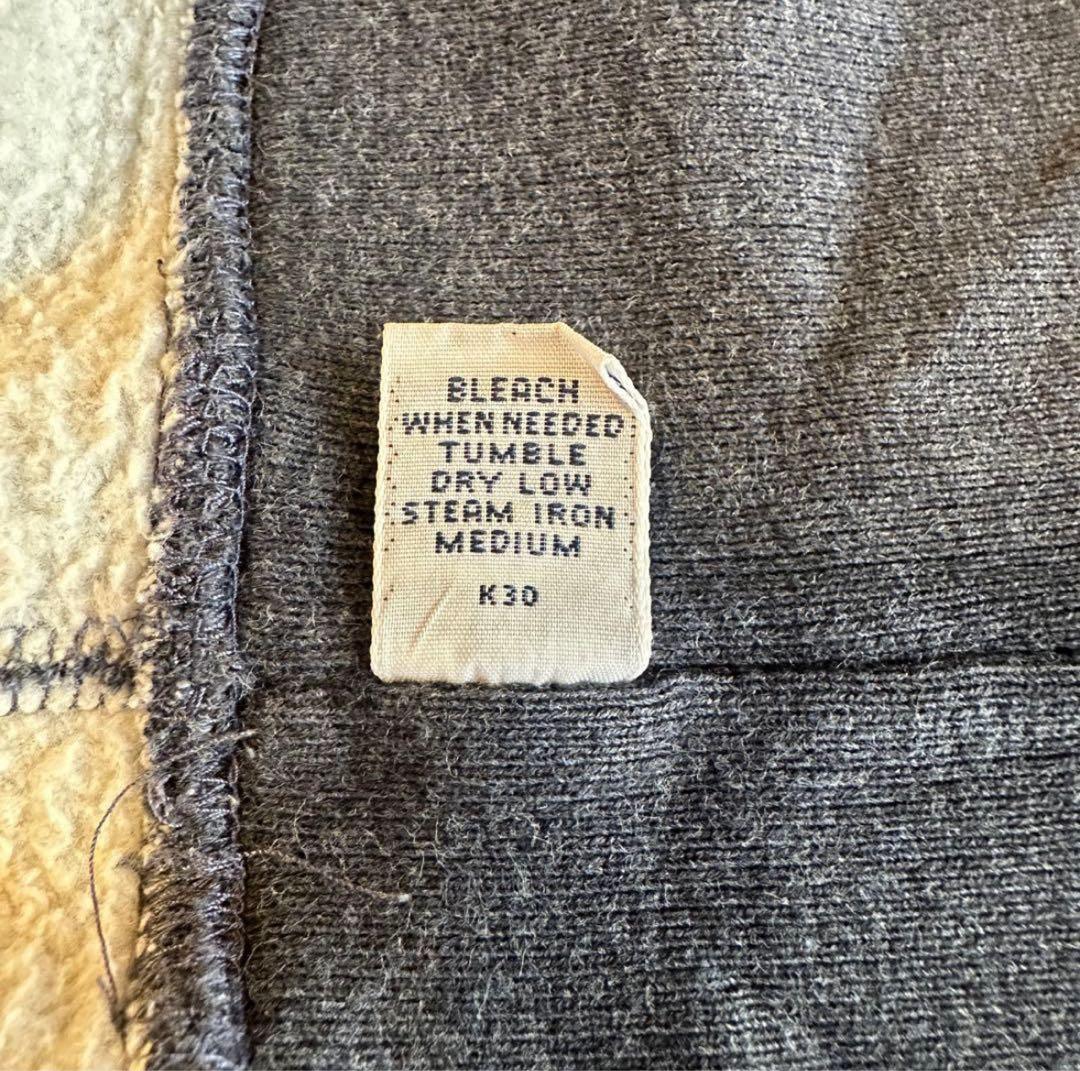 BLEACH
WHEN NEEDED
TUMBLE
DRY LOW
STEAM IRON
MEDIUM
K30